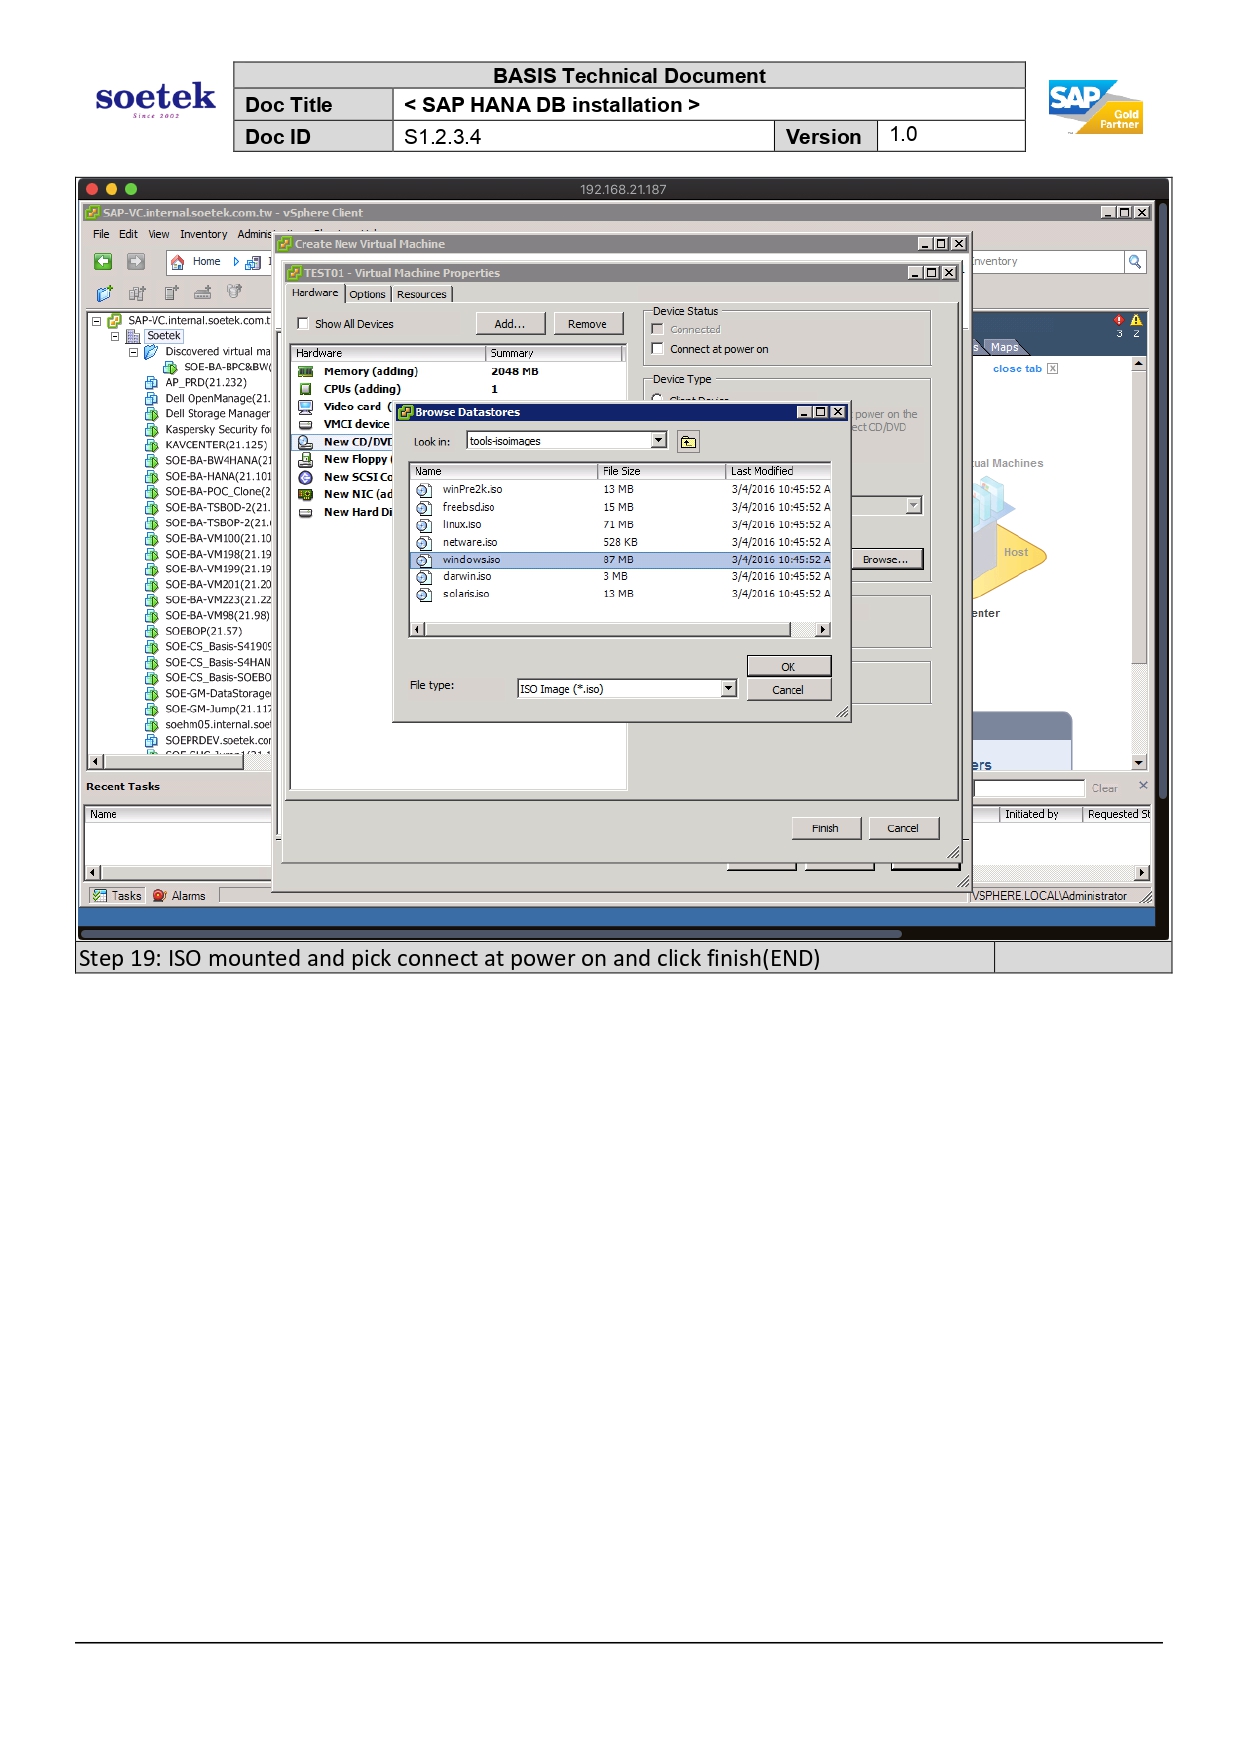 soetek
Since 2002
BASIS Technical Document
Doc Title
< SAP HANA DB installation >
Doc ID
S1.2.3.4
Version
1.0
SAP
Gold
Partner
192.168.21.187
SAP-VC.internal.soetek.com.tw - vSphere Client
File Edit View Inventory Adminis
Create New Virtual Machine
Home
Inventory
TEST01 - Virtual Machine Properties
Hardware Options Resources
Show All Devices
Add...
Remove
Hardware
Summary
Memory (adding)
2048 MB
CPUs (adding)
1
Video card (
VMCI device
New CD/DVD
New Floppy (
New SCSI Co
New NIC (ad
New Hard Di
Device Status
Connected
Connect at power on
Device Type
Client Device
power on the
ect CD/DVD
Browse...
SAP-VC.internal.soetek.com.t
Soetek
Discovered virtual ma
SOE-BA-BPC&BW(
AP_PRD(21.232)
Dell OpenManage(21.
Dell Storage Manager
Kaspersky Security fo
KAVCENTER(21.125)
SOE-BA-BW4HANA(21
SOE-BA-HANA(21.101
SOE-BA-POC_Clone(2
SOE-BA-TSBOD-2(21.
SOE-BA-TSBOP-2(21.
SOE-BA-VM100(21.10
SOE-BA-VM198(21.19
SOE-BA-VM199(21.19
SOE-BA-VM201(21.20
SOE-BA-VM223(21.22
SOE-BA-VM98(21.98)
SOEBOP(21.57)
SOE-CS_Basis-S41909
SOE-CS_Basis-S4HAN
SOE-CS_Basis-SOEBO
SOE-GM-DataStorage
SOE-GM-Jump(21.117
soehm05.internal.soet
SOEPRDEV.soetek.cor
Browse Datastores
Look in:
tools-isoimages
Name
File Size
Last Modified
winPre2k.iso 13 MB 3/4/2016 10:45:52 A
freebsd.iso 15 MB 3/4/2016 10:45:52 A
linux.iso 71 MB 3/4/2016 10:45:52 A
netware.iso 528 KB 3/4/2016 10:45:52 A
windows.iso 87 MB 3/4/2016 10:45:52 A
darwin.iso 3 MB 3/4/2016 10:45:52 A
solaris.iso 13 MB 3/4/2016 10:45:52 A
File type:
ISO Image (*.iso)
OK
Cancel
3 2
s Maps
close tab
tual Machines
Host
enter
ers
Finish
Cancel
Recent Tasks
Clear
Name
Initiated by
Requested St
Tasks
Alarms
VSPHERE.LOCAL\Administrator
Step 19: ISO mounted and pick connect at power on and click finish(END)